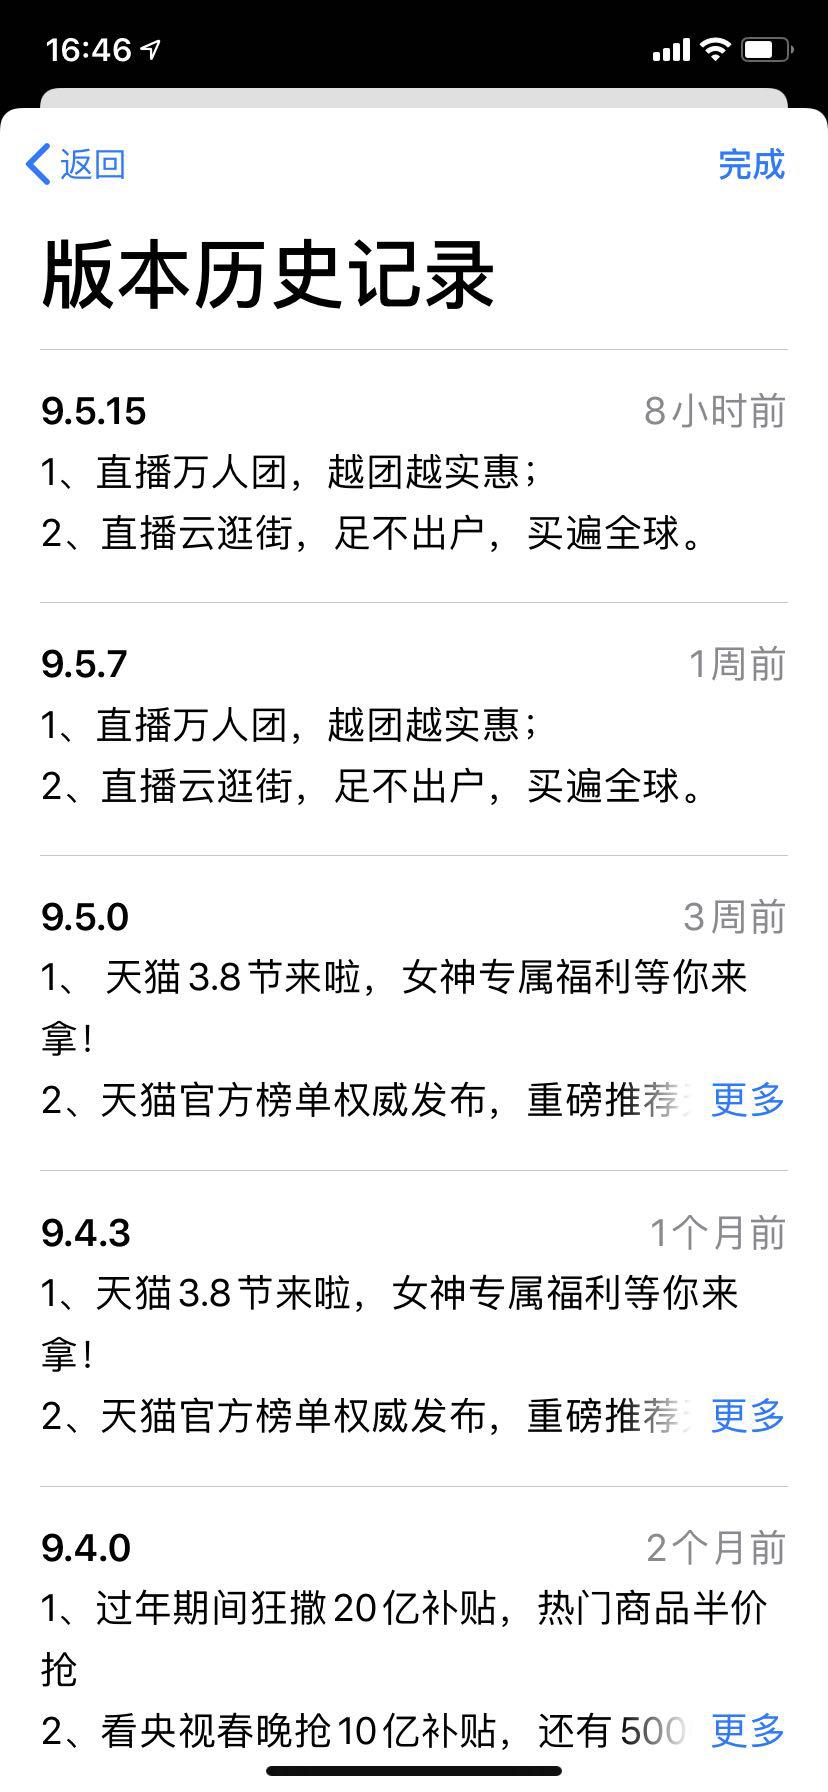 16:46
返回
完成
版本历史记录
9.5.15
8小时前
1、直播万人团，越团越实惠；
2、直播云逛街，足不出户，买遍全球。
9.5.7
1周前
1、直播万人团，越团越实惠；
2、直播云逛街，足不出户，买遍全球。
9.5.0
3周前
1、 天猫3.8节来啦，女神专属福利等你来
拿！
2、天猫官方榜单权威发布，重磅推荐
更多
9.4.3
1个月前
1、天猫3.8节来啦，女神专属福利等你来
拿！
2、天猫官方榜单权威发布，重磅推荐
更多
9.4.0
2个月前
1、过年期间狂撒20亿补贴，热门商品半价
抢
2、看央视春晚抢10亿补贴，还有500
更多